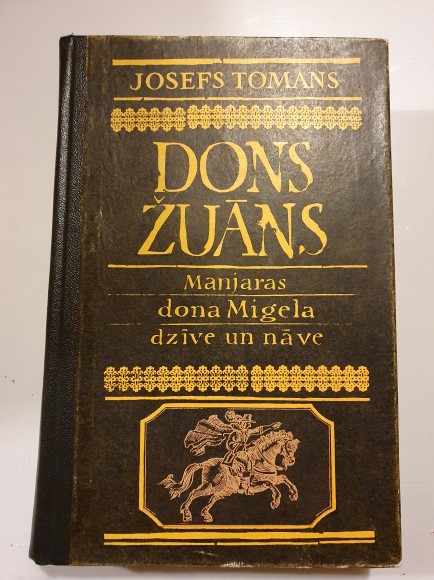 JOSEFS TOMANS
DONS
ŽUĀNS
Manjaras
dona Migela
dzīve un nāve